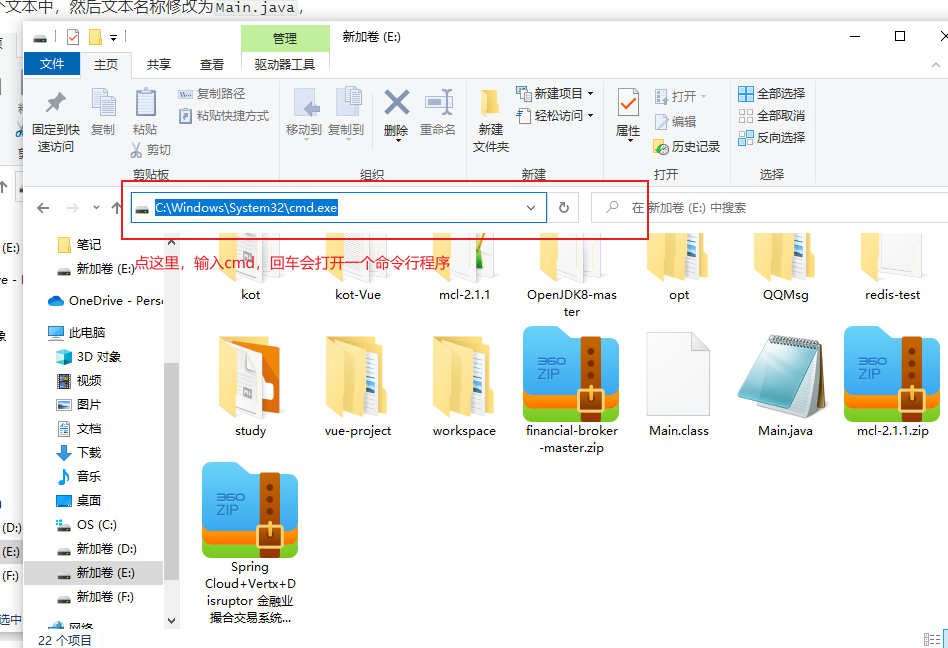 个文本中，然后文本名称修改为Main.java，
管理
新加卷 (E:)
文件
主页
共享
查看
驱动器工具
固定到快
速访问
复制
粘贴
复制路径
粘贴快捷方式
剪切
剪贴板
移动到
复制到
删除
重命名
组织
新建
文件夹
新建项目
轻松访问
新建
属性
打开
编辑
历史记录
打开
全部选择
全部取消
反向选择
选择
C:\Windows\System32\cmd.exe
在 新加卷 (E:) 中搜索
点这里，输入cmd，回车会打开一个命令行程序
笔记
新加卷 (E:)
OneDrive - Pers
此电脑
3D 对象
视频
图片
文档
下载
音乐
桌面
OS (C:)
新加卷 (D:)
新加卷 (E:)
新加卷 (F:)
网络
(E:)
(D:)
(E:)
(F:)
选中
kot
kot-Vue
mcl-2.1.1
OpenJDK8-mas
ter
opt
QQMsg
redis-test
study
vue-project
workspace
360
ZIP
financial-broker
-master.zip
Main.class
Main.java
360
ZIP
mcl-2.1.1.zip
360
ZIP
Spring
Cloud+Vertx+D
isruptor 金融业
撮合交易系统...
22 个项目